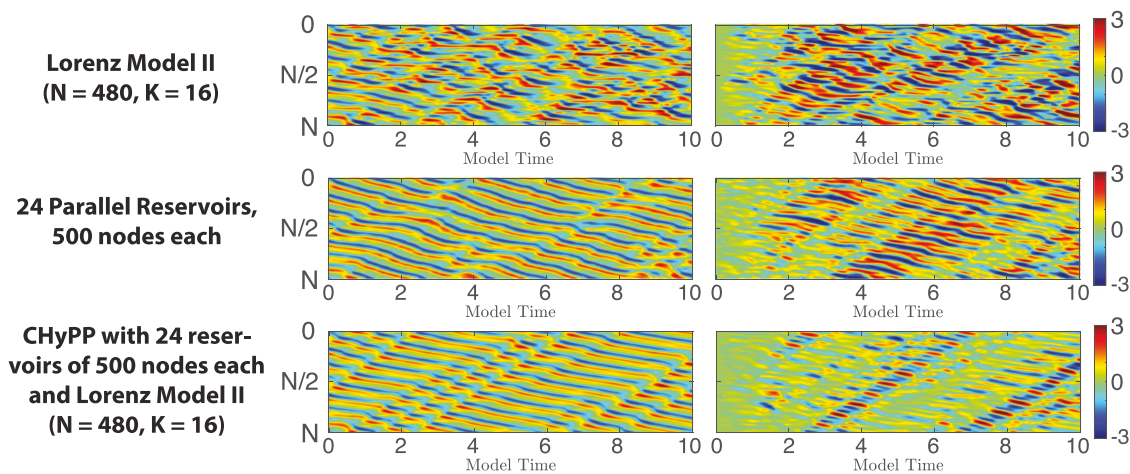 Lorenz Model II
(N = 480, K = 16)
0
N/2
N
0 2 4 6 8 10
Model Time
0 2 4 6 8 10
Model Time
3
0
-3
24 Parallel Reservoirs,
500 nodes each
0
N/2
N
0 2 4 6 8 10
Model Time
0 2 4 6 8 10
Model Time
3
0
-3
CHyPP with 24 reser-
voirs of 500 nodes each
and Lorenz Model II
(N = 480, K = 16)
0
N/2
N
0 2 4 6 8 10
Model Time
0 2 4 6 8 10
Model Time
3
0
-3